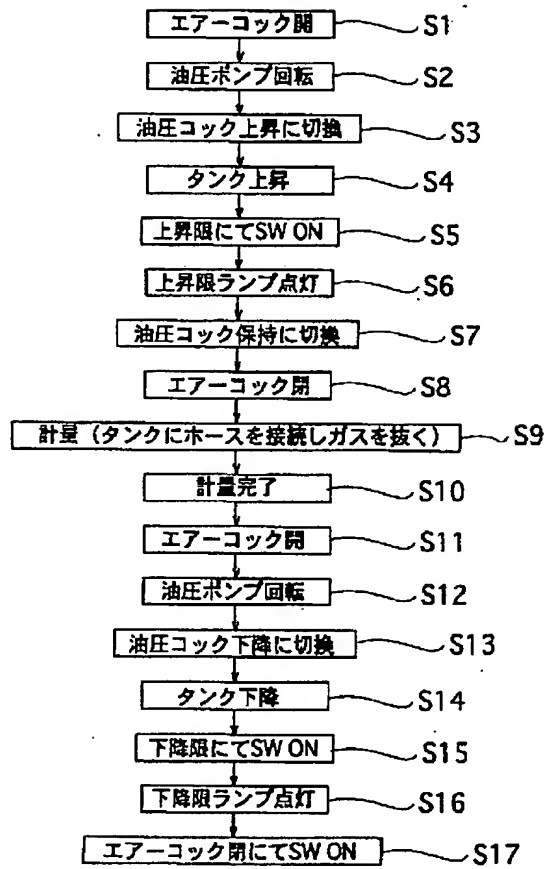 エアーコック開 S1
油圧ポンプ回転 S2
油圧コック上昇に切換 S3
タンク上昇 S4
上昇限にてSW ON S5
上昇限ランプ点灯 S6
油圧コック保持に切換 S7
エアーコック閉 S8
計量（タンクにホースを接続しガスを抜く） S9
計量完了 S10
エアーコック開 S11
油圧ポンプ回転 S12
油圧コック下降に切換 S13
タンク下降 S14
下降限にてSW ON S15
下降限ランプ点灯 S16
エアーコック閉にてSW ON S17